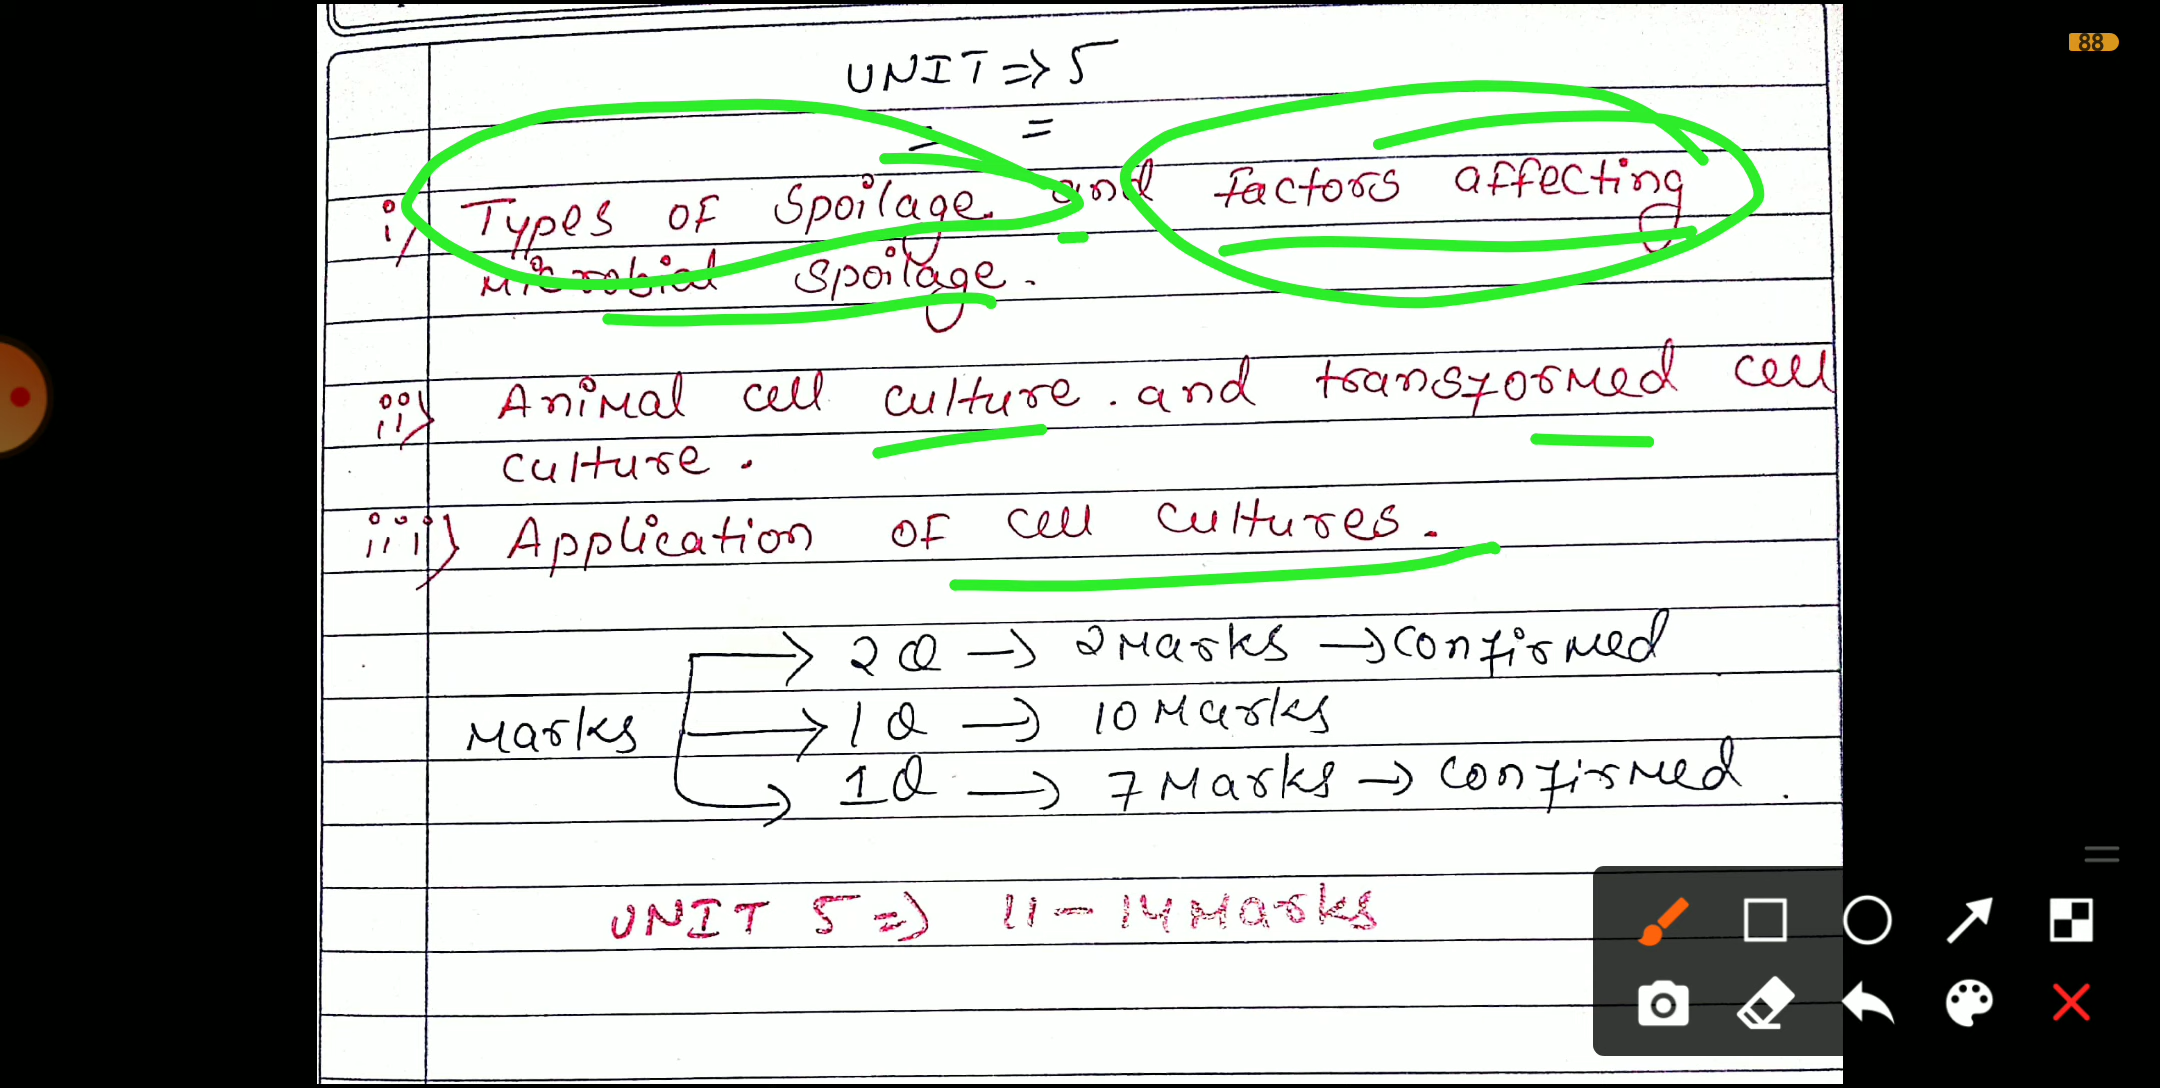 88
UNIT => 5
i) Types of Spoilage and factors affecting
Microbial Spoilage.
ii) Animal cell culture. and transformed cell
culture.
iii) Application of cell cultures.
2Q → 2 Marks → confirmed
Marks → 1Q → 10 Marks
1Q → 7 Marks → confirmed.
UNIT 5 => 11-14 Marks